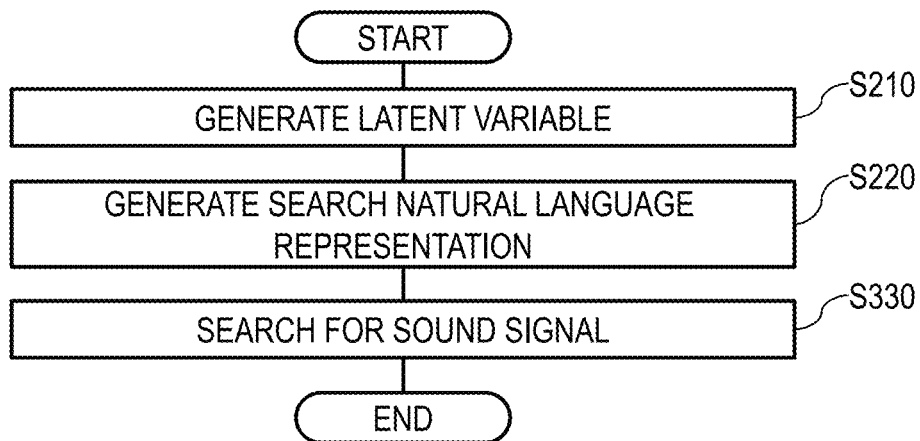 START
S210
GENERATE LATENT VARIABLE
S220
GENERATE SEARCH NATURAL LANGUAGE
REPRESENTATION
S330
SEARCH FOR SOUND SIGNAL
END